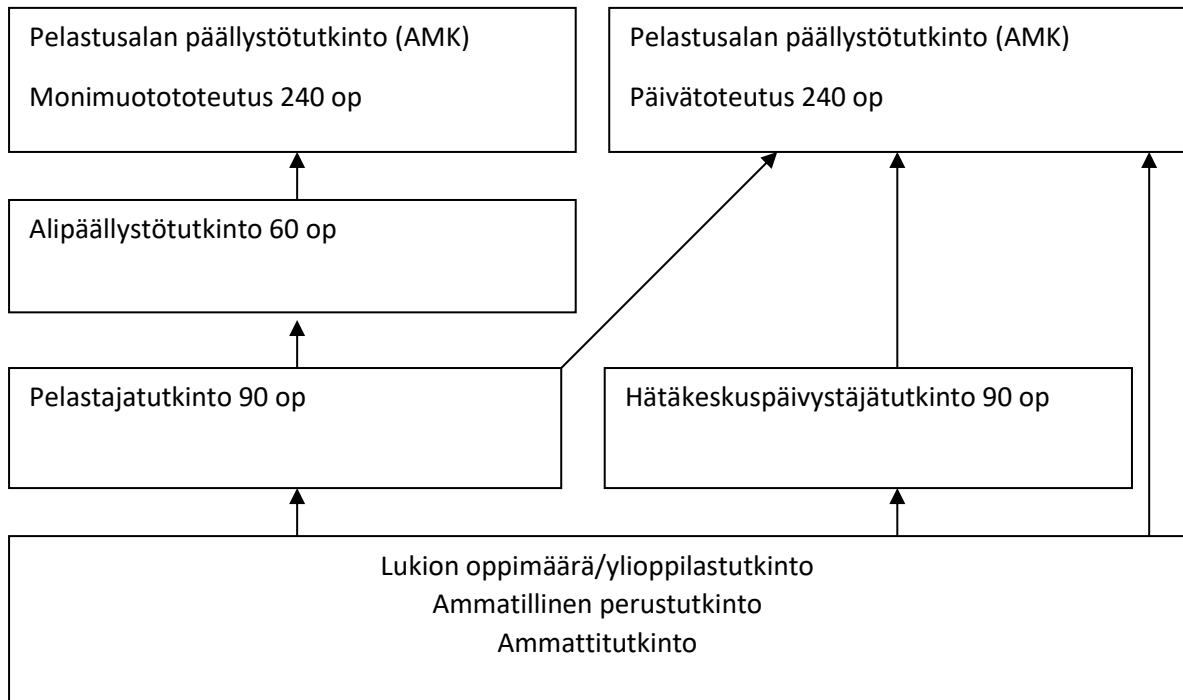 Pelastusalan päällystötutkinto (AMK)
Monimuotototeutus 240 op
Pelastusalan päällystötutkinto (AMK)
Päivätoteutus 240 op
Alipäällystötutkinto 60 op
Pelastajatutkinto 90 op
Hätäkeskuspäivystäjätutkinto 90 op
Lukion oppimäärä/ylioppilastutkinto
Ammatillinen perustutkinto
Ammattitutkinto